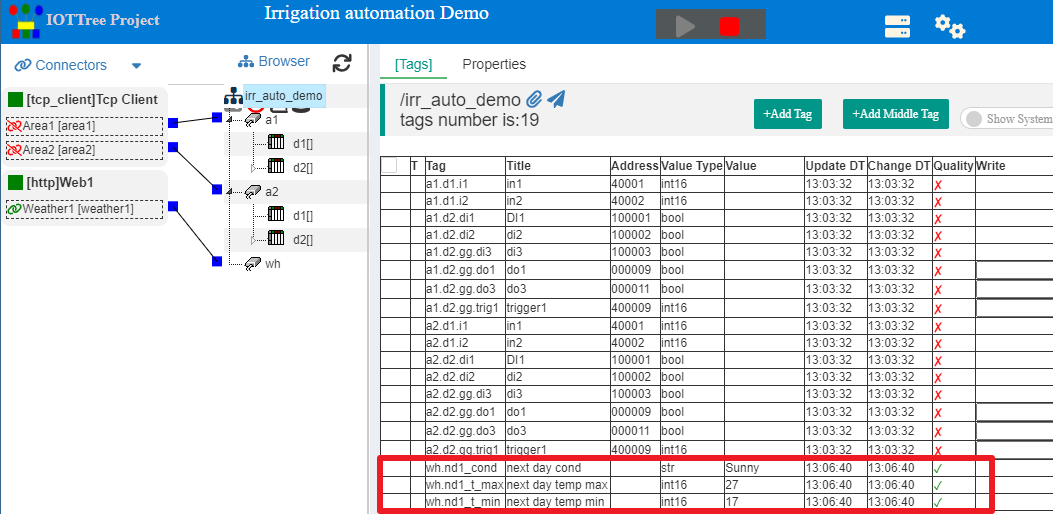 IOTTree Project
Irrigation automation Demo
Connectors
Browser
[tcp_client]Tcp Client
Area1 [area1]
Area2 [area2]
[http]Web1
Weather1 [weather1]
irr_auto_demo
a1
d1[]
d2[]
a2
d1[]
d2[]
wh
[Tags] Properties
/irr_auto_demo
tags number is:19
+Add Tag
+Add Middle Tag
Show System
T Tag Title Address Value Type Value Update DT Change DT Quality Write
a1.d1.i1 in1 40001 int16 13:03:32 13:03:32 ✗
a1.d1.i2 in2 40002 int16 13:03:32 13:03:32 ✗
a1.d2.di1 DI1 100001 bool 13:03:32 13:03:32 ✗
a1.d2.di2 di2 100002 bool 13:03:32 13:03:32 ✗
a1.d2.gg.di3 di3 100003 bool 13:03:32 13:03:32 ✗
a1.d2.gg.do1 do1 000009 bool 13:03:32 13:03:32 ✗
a1.d2.gg.do3 do3 000011 bool 13:03:32 13:03:32 ✗
a1.d2.gg.trig1 trigger1 400009 int16 13:03:32 13:03:32 ✗
a2.d1.i1 in1 40001 int16 13:03:32 13:03:32 ✗
a2.d1.i2 in2 40002 int16 13:03:32 13:03:32 ✗
a2.d2.di1 DI1 100001 bool 13:03:32 13:03:32 ✗
a2.d2.di2 di2 100002 bool 13:03:32 13:03:32 ✗
a2.d2.gg.di3 di3 100003 bool 13:03:32 13:03:32 ✗
a2.d2.gg.do1 do1 000009 bool 13:03:32 13:03:32 ✗
a2.d2.gg.do3 do3 000011 bool 13:03:32 13:03:32 ✗
a2.d2.gg.trig1 trigger1 400009 int16 13:03:32 13:03:32 ✗
wh.nd1_cond next day cond str Sunny 13:06:40 13:06:40 ✓
wh.nd1_t_max next day temp max int16 27 13:06:40 13:06:40 ✓
wh.nd1_t_min next day temp min int16 17 13:06:40 13:06:40 ✓